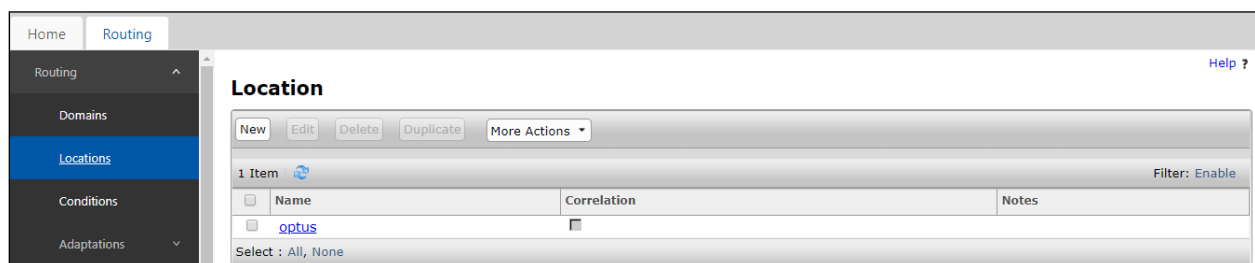 Home Routing
Help ?
Routing
Location
Domains
New Edit Delete Duplicate More Actions
Locations
1 Item Filter: Enable
Conditions
Name Correlation Notes
optus
Adaptations
Select : All, None